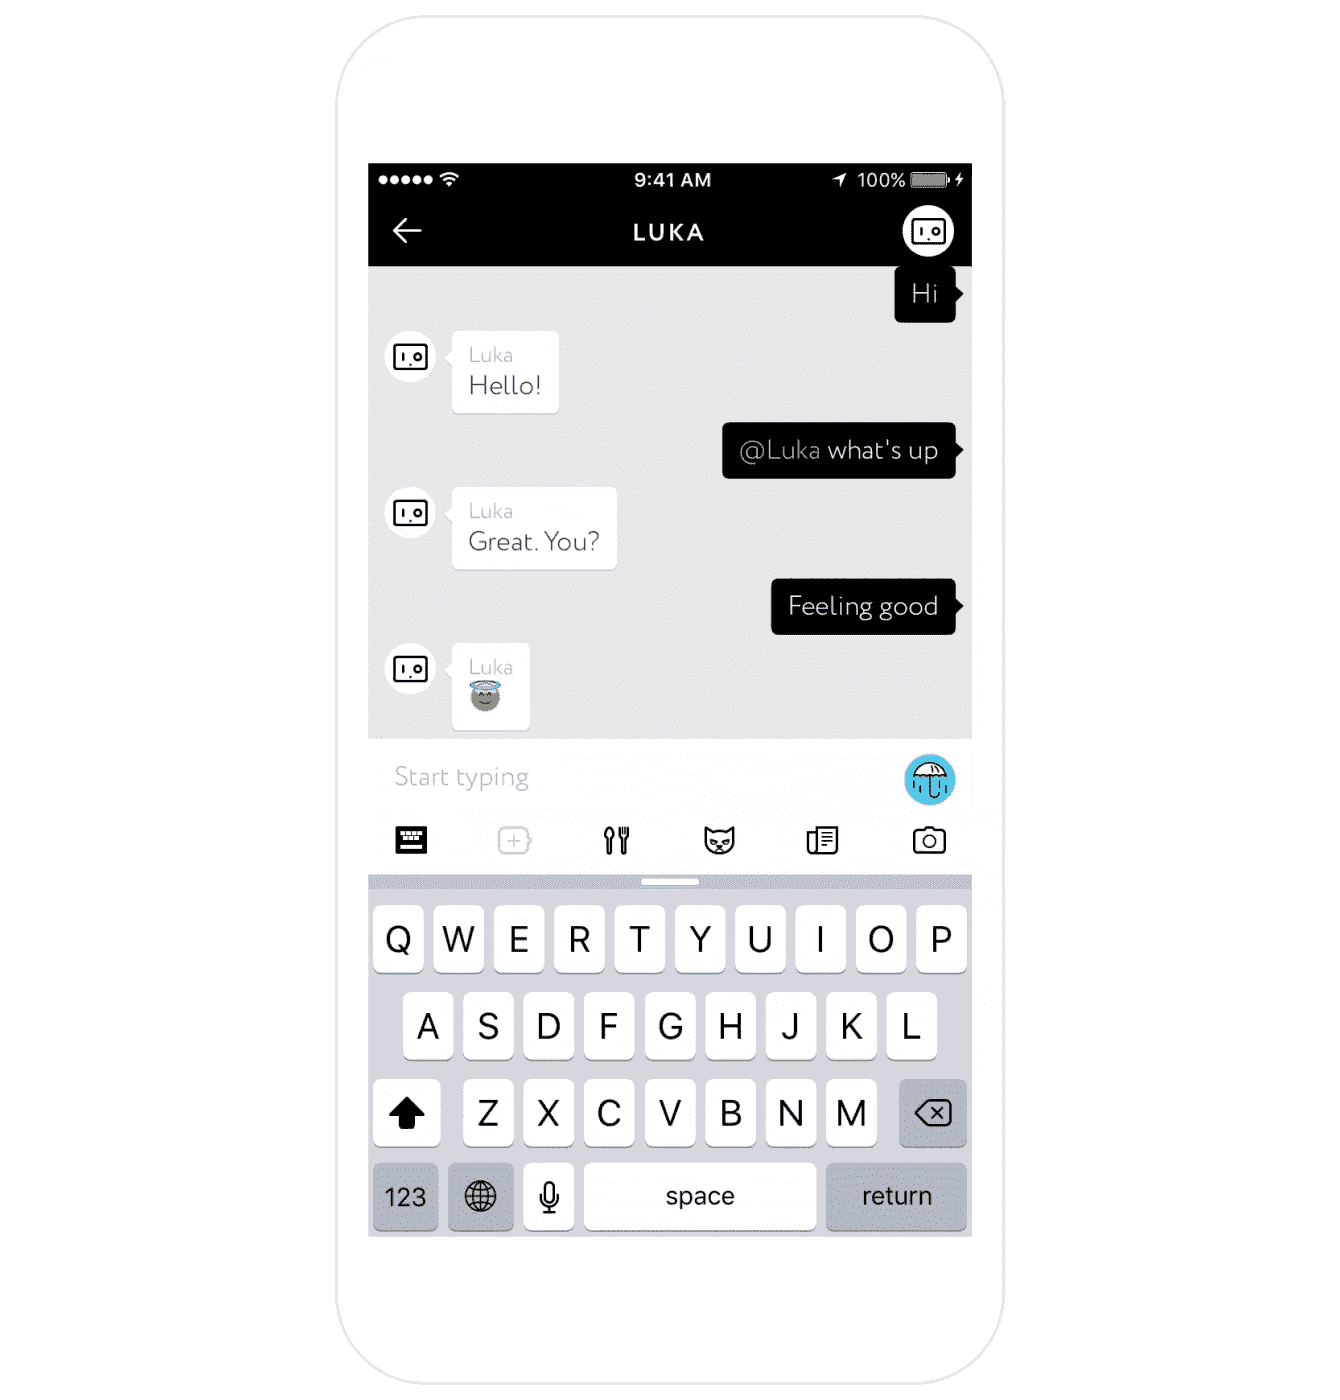 9:41 AM
100%
LUKA
Hi
Luka
Hello!
@Luka what's up
Luka
Great. You?
Feeling good
Luka
Start typing
Q W E R T Y U I O P
A S D F G H J K L
Z X C V B N M
123 space return